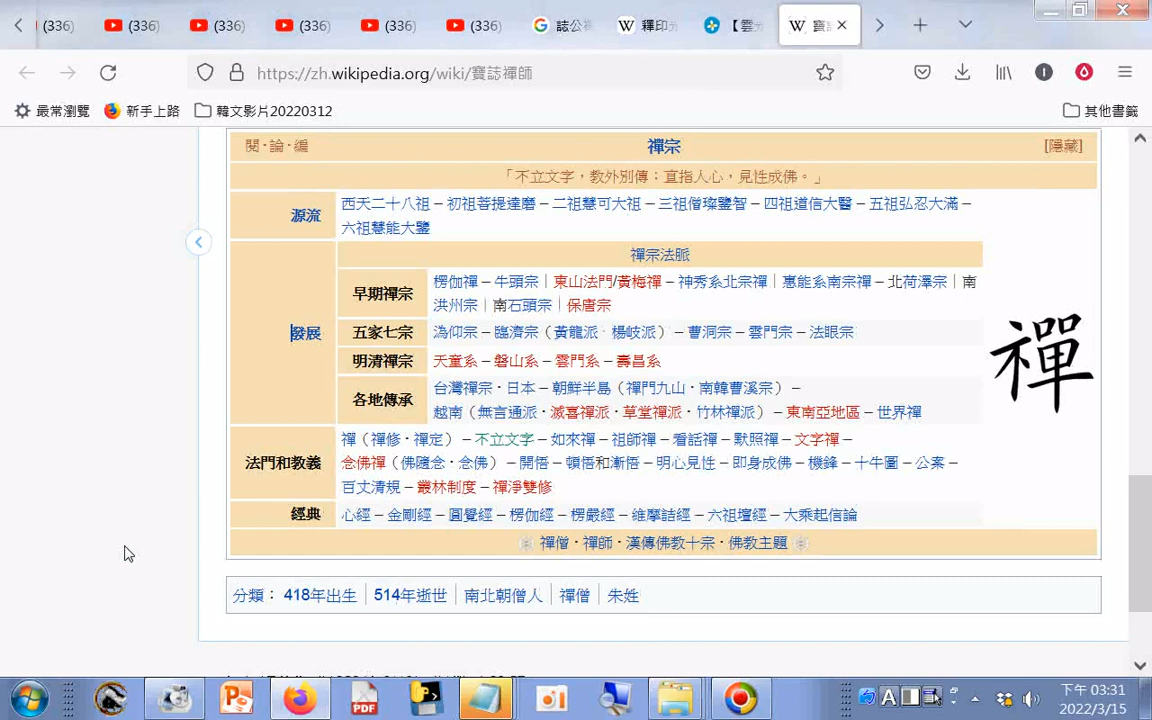 (336)
(336)
(336)
(336)
(336)
(336)
誌公禪
釋印
【雲
寶誌
https://zh.wikipedia.org/wiki/寶誌禪師
最常瀏覽
新手上路
韓文影片20220312
其他書籤
閱·論·編
禪宗
[隱藏]
「不立文字，教外別傳；直指人心，見性成佛。」
源流
西天二十八祖－初祖菩提達磨－二祖慧可大祖－三祖僧璨鑒智－四祖道信大醫－五祖弘忍大滿－
六祖慧能大鑒
發展
禪宗法脈
早期禪宗
楞伽禪－牛頭宗｜東山法門/黃梅禪－神秀系北宗禪｜惠能系南宗禪－北荷澤宗｜南
洪州宗｜南石頭宗｜保唐宗
五家七宗
溈仰宗－臨濟宗（黃龍派·楊岐派）－曹洞宗－雲門宗－法眼宗
明清禪宗
天童系－磬山系－雲門系－壽昌系
各地傳承
台灣禪宗·日本－朝鮮半島（禪門九山·南韓曹溪宗）－
越南（無言通派·滅喜禪派·草堂禪派·竹林禪派）－東南亞地區－世界禪
禪
法門和教義
禪（禪修·禪定）－不立文字－如來禪－祖師禪－看話禪－默照禪－文字禪－
念佛禪（佛隨念·念佛）－開悟－頓悟和漸悟－明心見性－即身成佛－機鋒－十牛圖－公案－
百丈清規－叢林制度－禪淨雙修
經典
心經－金剛經－圓覺經－楞伽經－楞嚴經－維摩詰經－六祖壇經－大乘起信論
禪僧·禪師·漢傳佛教十宗·佛教主題
分類：418年出生｜514年逝世｜南北朝僧人｜禪僧｜朱姓
下午 03:31
2022/3/15